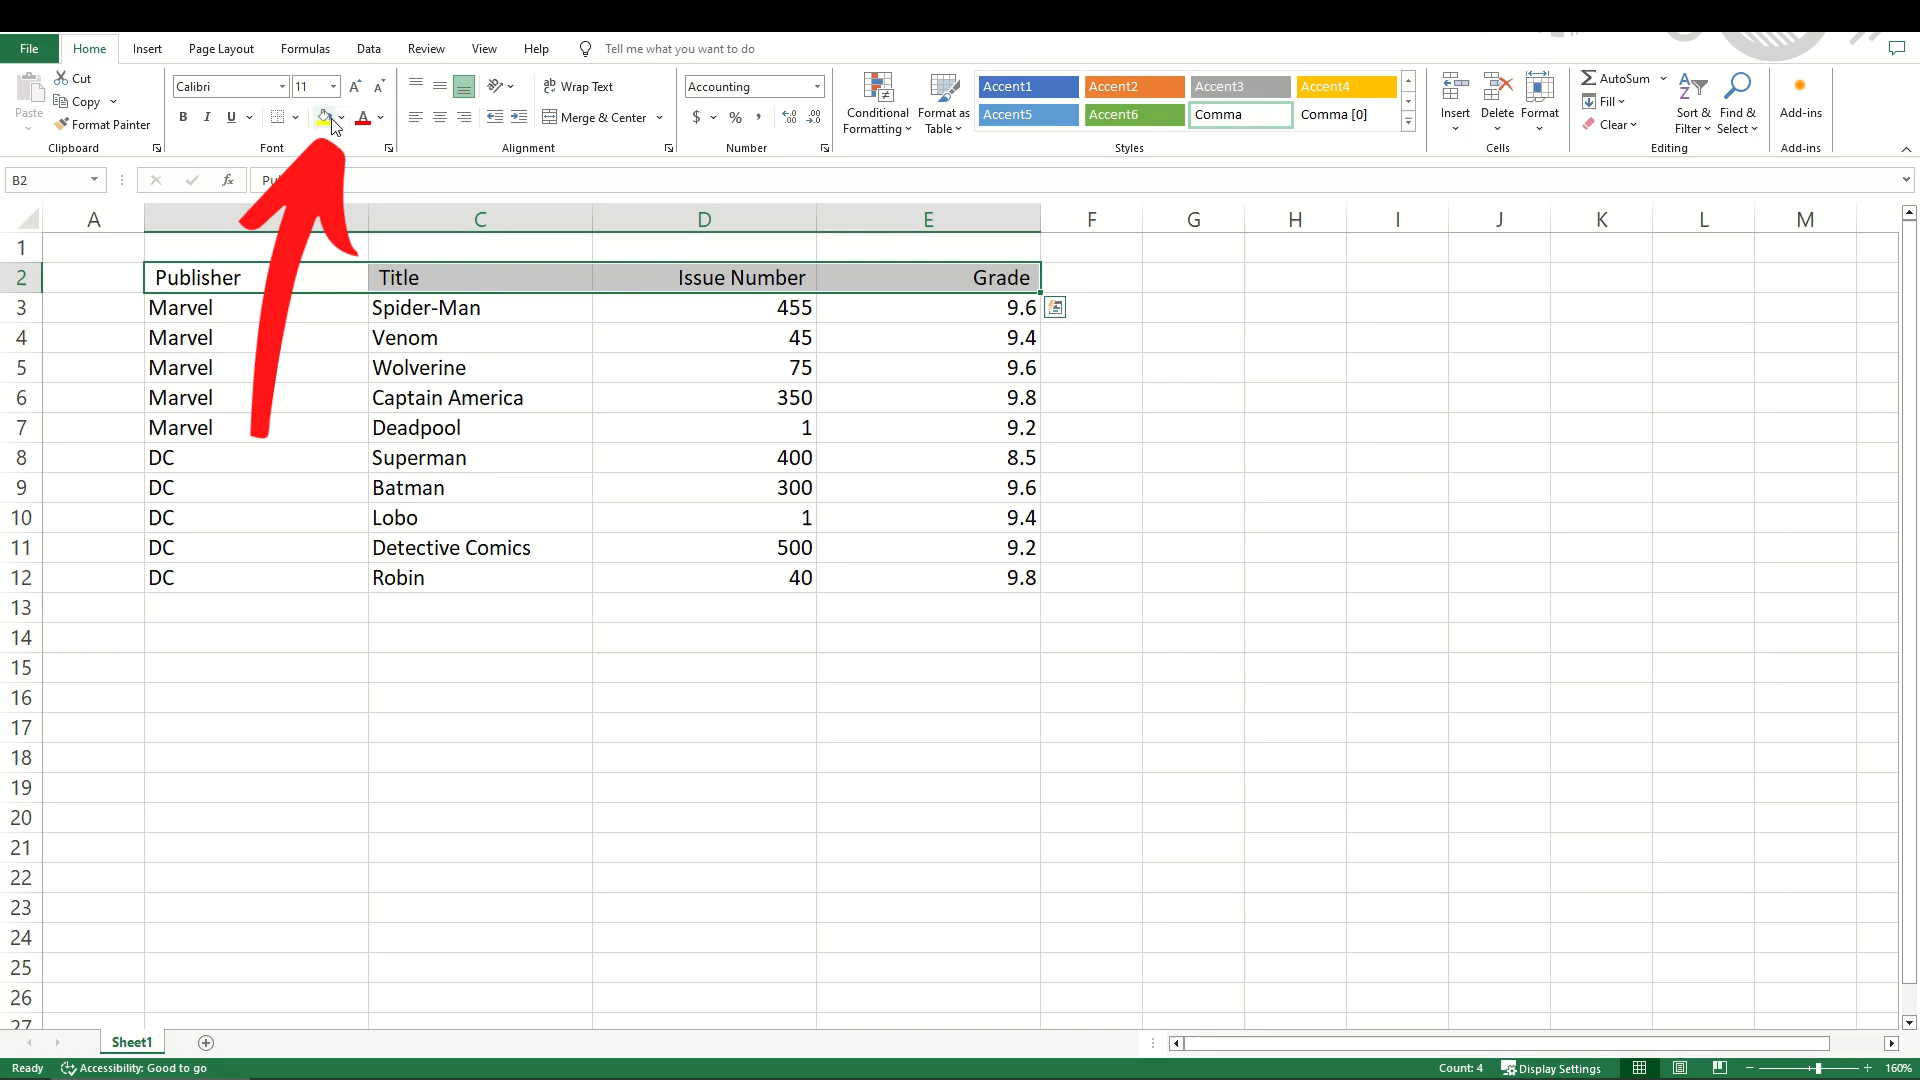 File Home Insert Page Layout Formulas Data Review View Help Tell me what you want to do
Paste Cut Copy Format Painter Clipboard
Calibri 11 B I U A Font
Wrap Text Merge & Center Alignment
Accounting $ % Number
Conditional Formatting Format as Table
Accent1 Accent2 Accent3 Accent4
Accent5 Accent6 Comma Comma [0]
Styles
Insert Delete Format Cells
AutoSum Fill Clear Sort & Filter Find & Select Editing
Add-ins Add-ins
B2 fx
A C D E F G H I J K L M
1
2 Publisher Title Issue Number Grade
3 Marvel Spider-Man 455 9.6
4 Marvel Venom 45 9.4
5 Marvel Wolverine 75 9.6
6 Marvel Captain America 350 9.8
7 Marvel Deadpool 1 9.2
8 DC Superman 400 8.5
9 DC Batman 300 9.6
10 DC Lobo 1 9.4
11 DC Detective Comics 500 9.2
12 DC Robin 40 9.8
13
14
15
16
17
18
19
20
21
22
23
24
25
26
27
Sheet1
Ready Accessibility: Good to go Count: 4 Display Settings 160%